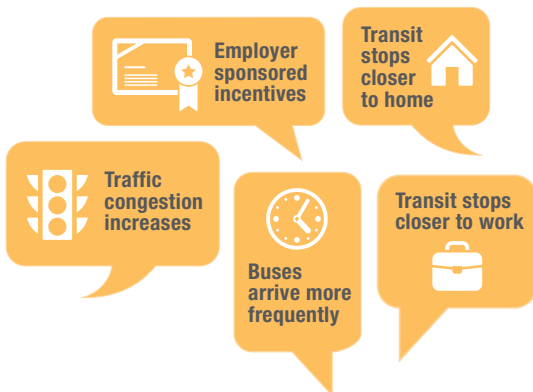 Employer
sponsored
incentives
Transit
stops
closer
to home
Traffic
congestion
increases
Buses
arrive more
frequently
Transit stops
closer to work